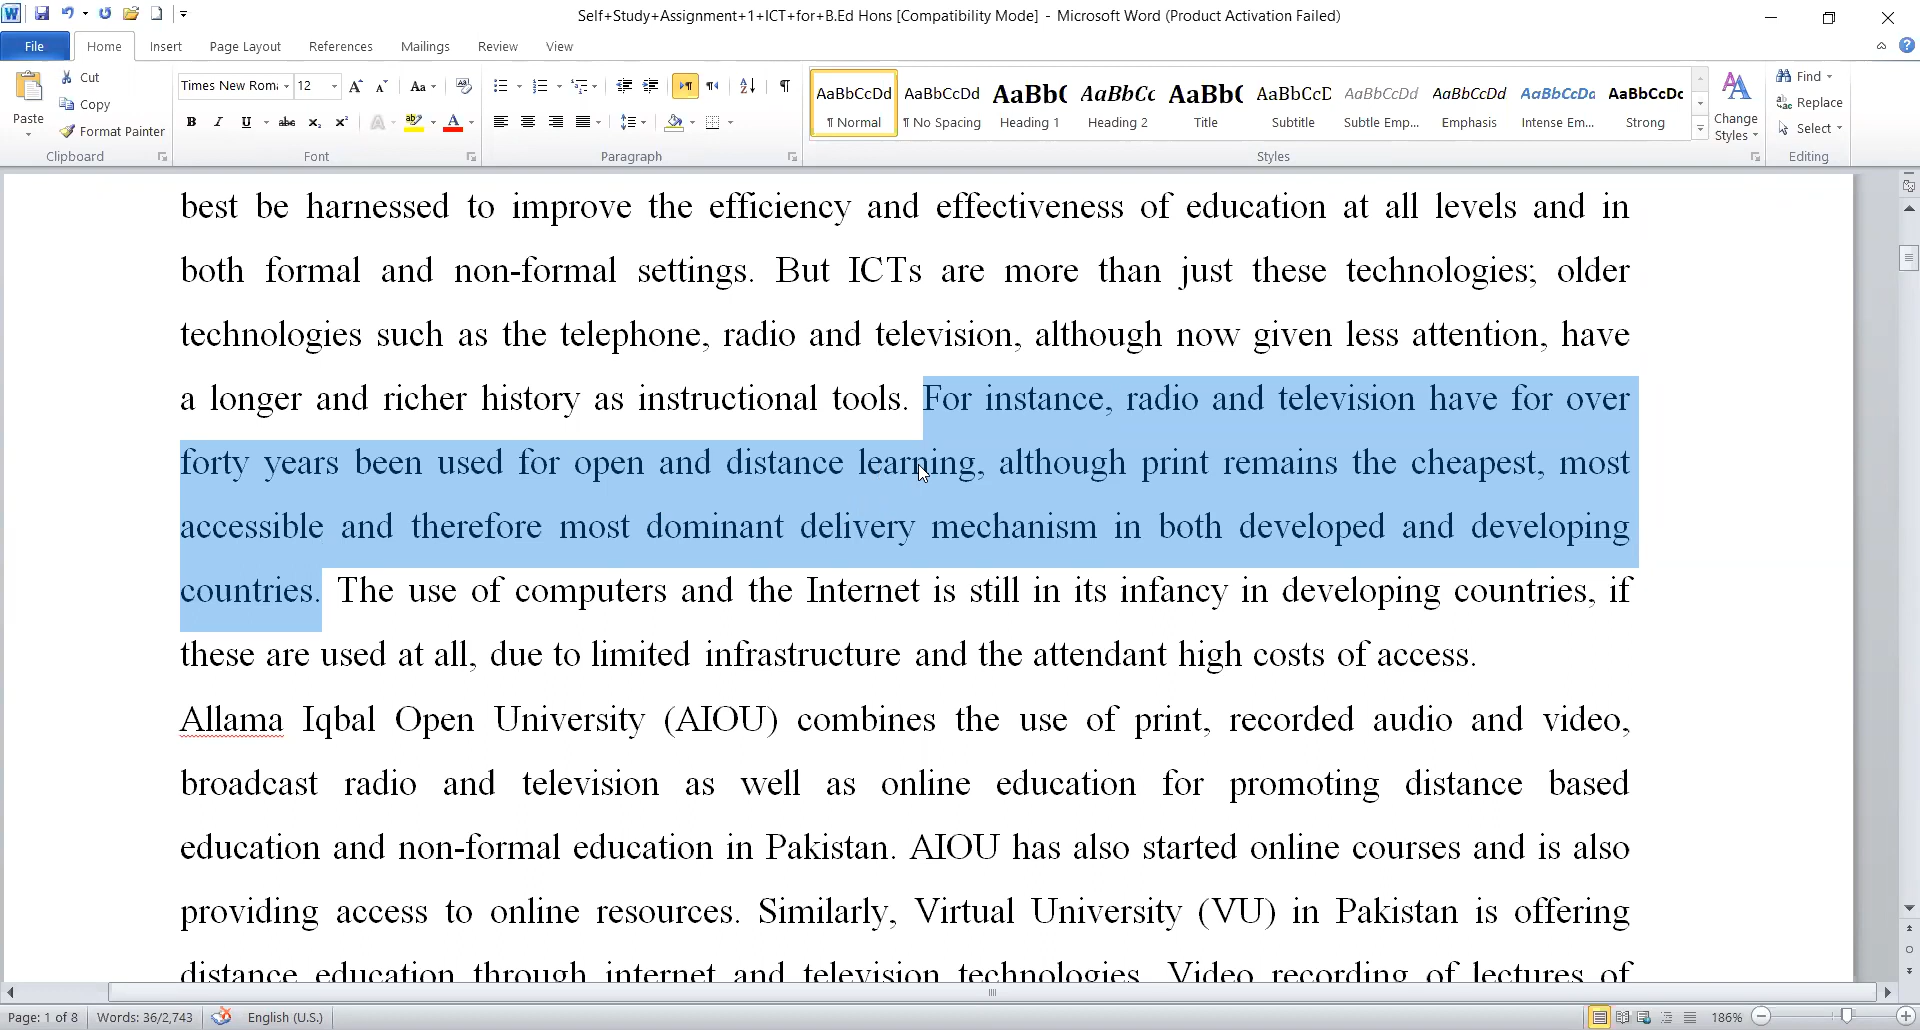 Self+Study+Assignment+1+ICT+for+B.Ed Hons [Compatibility Mode] - Microsoft Word (Product Activation Failed)
File Home Insert Page Layout References Mailings Review View
Paste
Cut
Copy
Format Painter
Clipboard
Times New Rom 12
Font
Paragraph
AaBbCcDd AaBbCcDd AaBb( AaBbCc AaBb( AaBbCcD AaBbCcDd AaBbCcDd AaBbCcDc AaBbCcDc
¶ Normal ¶ No Spacing Heading 1 Heading 2 Title Subtitle Subtle Emp... Emphasis Intense Em... Strong
Styles
Change Styles
Find
Replace
Select
Editing
best be harnessed to improve the efficiency and effectiveness of education at all levels and in
both formal and non-formal settings. But ICTs are more than just these technologies; older
technologies such as the telephone, radio and television, although now given less attention, have
a longer and richer history as instructional tools. For instance, radio and television have for over
forty years been used for open and distance learning, although print remains the cheapest, most
accessible and therefore most dominant delivery mechanism in both developed and developing
countries. The use of computers and the Internet is still in its infancy in developing countries, if
these are used at all, due to limited infrastructure and the attendant high costs of access.
Allama Iqbal Open University (AIOU) combines the use of print, recorded audio and video,
broadcast radio and television as well as online education for promoting distance based
education and non-formal education in Pakistan. AIOU has also started online courses and is also
providing access to online resources. Similarly, Virtual University (VU) in Pakistan is offering
distance education through internet and television technologies. Video recording of lectures of
Page: 1 of 8 Words: 36/2,743 English (U.S.) 186%